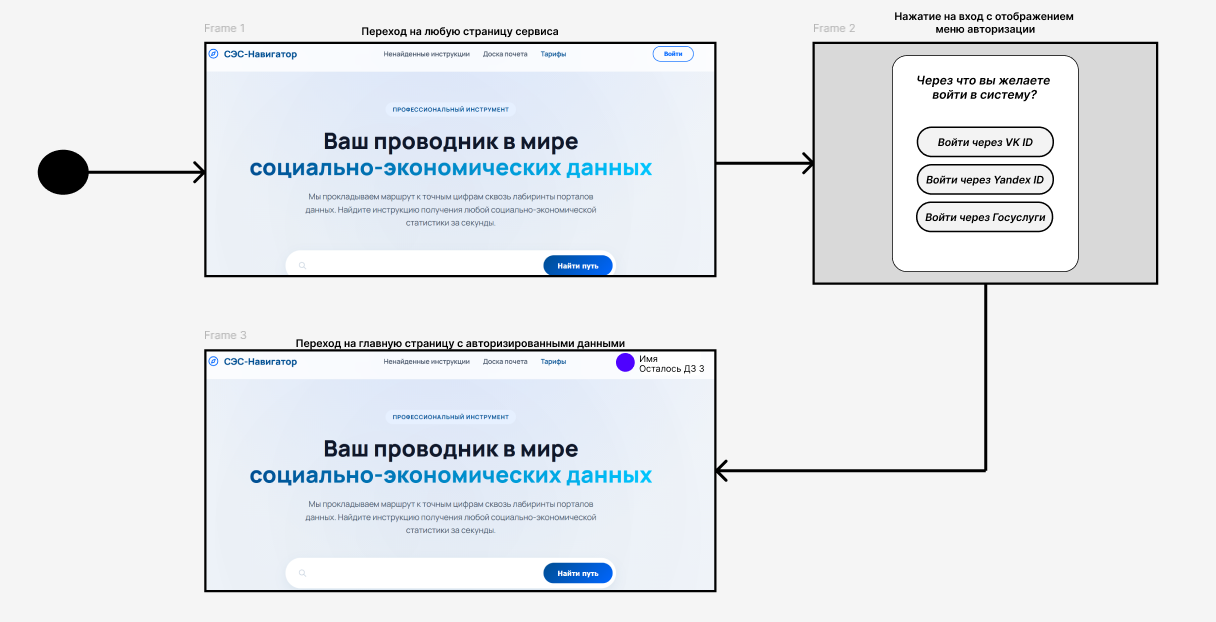 Frame 1
Переход на любую страницу сервиса
СЭС-Навигатор
Ненайденные инструкции
Доска почета
Тарифы
Войти
ПРОФЕССИОНАЛЬНЫЙ ИНСТРУМЕНТ
Ваш проводник в мире
социально-экономических данных
Мы прокладываем маршрут к точным цифрам сквозь лабиринты порталов
данных. Найдите инструкцию получения любой социально-экономической
статистики за секунды.
Найти путь
Frame 2
Нажатие на вход с отображением
меню авторизации
Через что вы желаете
войти в систему?
Войти через VK ID
Войти через Yandex ID
Войти через Госуслуги
Frame 3
Переход на главную страницу с авторизированными данными
СЭС-Навигатор
Ненайденные инструкции
Доска почета
Тарифы
Имя
Осталось ДЗ 3
ПРОФЕССИОНАЛЬНЫЙ ИНСТРУМЕНТ
Ваш проводник в мире
социально-экономических данных
Мы прокладываем маршрут к точным цифрам сквозь лабиринты порталов
данных. Найдите инструкцию получения любой социально-экономической
статистики за секунды.
Найти путь